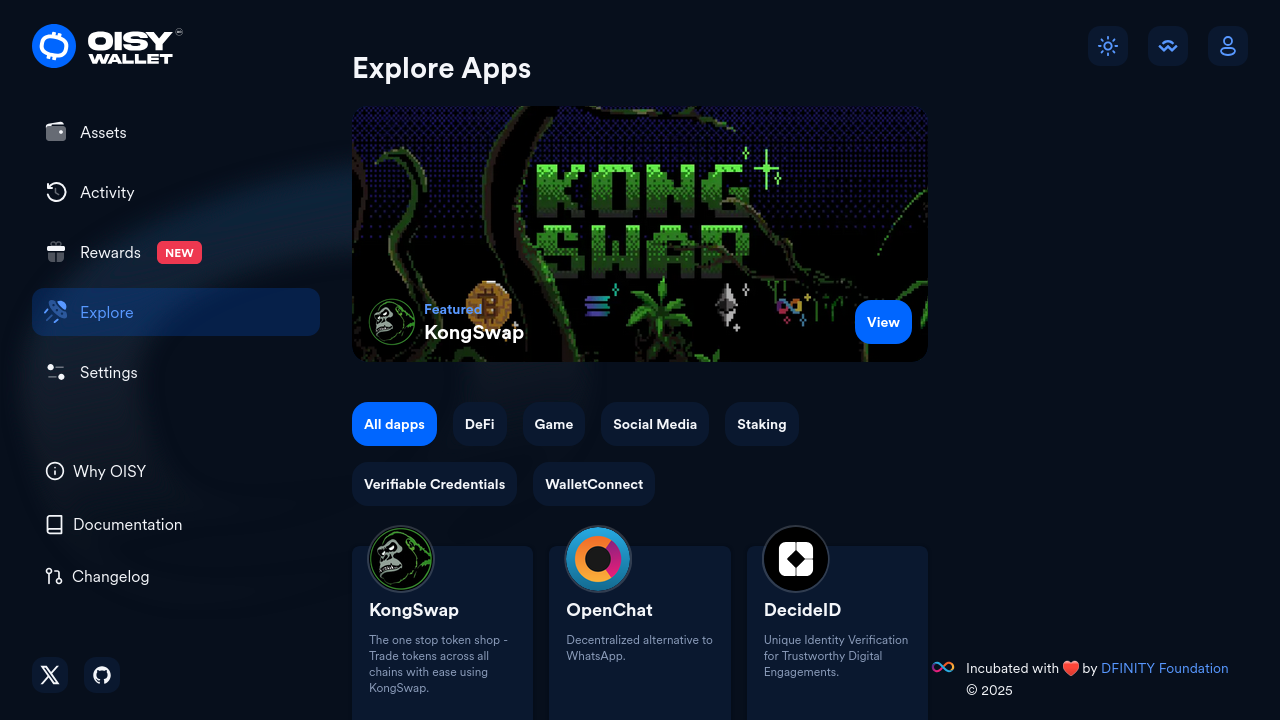 OISY
WALLET
Explore Apps
Assets
Activity
Rewards NEW
Explore
Settings
Why OISY
Documentation
Changelog
KONG
SWAP
Featured
KongSwap
View
All dapps DeFi Game Social Media Staking
Verifiable Credentials WalletConnect
KongSwap
The one stop token shop -
Trade tokens across all
chains with ease using
KongSwap.
OpenChat
Decentralized alternative to
WhatsApp.
DecideID
Unique Identity Verification
for Trustworthy Digital
Engagements.
Incubated with ❤️ by DFINITY Foundation
© 2025